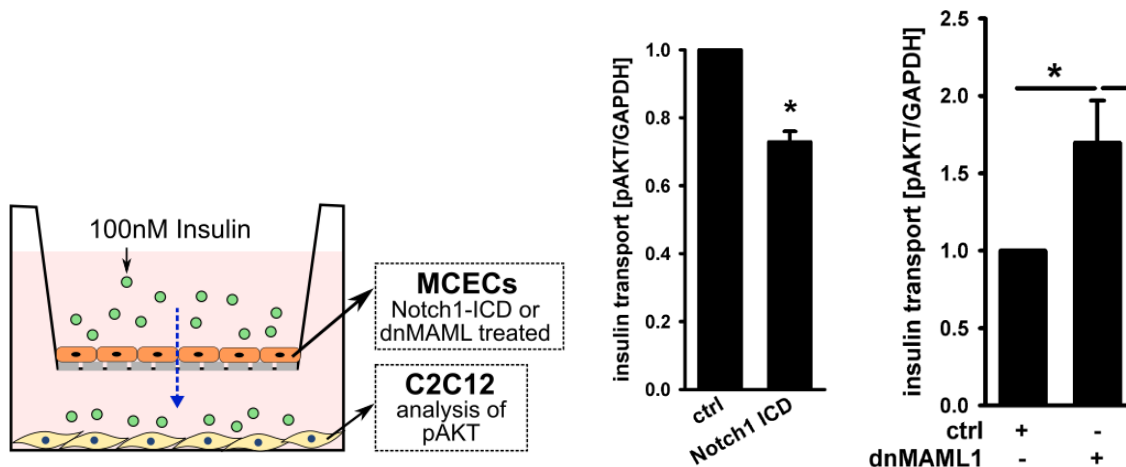 100nM Insulin
MCECs
Notch1-ICD or
dnMAML treated
C2C12
analysis of
pAKT
insulin transport [pAKT/GAPDH]
1.0
0.8
0.6
0.4
0.2
0.0
*
ctrl
Notch1 ICD
insulin transport [pAKT/GAPDH]
2.5
2.0
1.5
1.0
0.5
0.0
*
ctrl + -
dnMAML1 - +